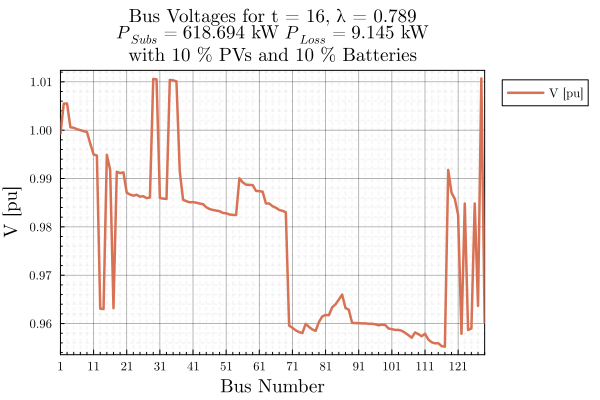 Bus Voltages for t = 16, λ = 0.789
P_Subs = 618.694 kW P_Loss = 9.145 kW
with 10 % PVs and 10 % Batteries
V [pu]
1.01
1.00
0.99
0.98
0.97
0.96
V [pu]
1 11 21 31 41 51 61 71 81 91 101 111 121
Bus Number